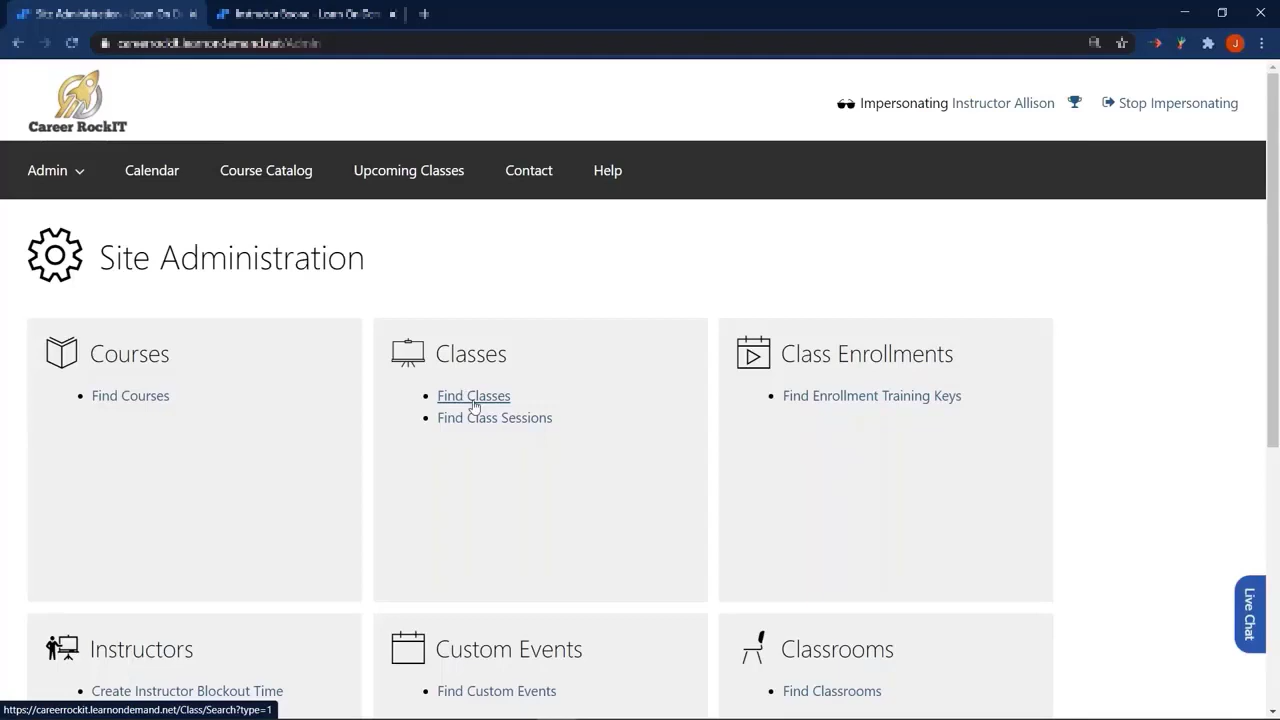 J
Career RockIT
Impersonating Instructor Allison
Stop Impersonating
Admin
Calendar
Course Catalog
Upcoming Classes
Contact
Help
Site Administration
Courses
Find Courses
Classes
Find Classes
Find Class Sessions
Class Enrollments
Find Enrollment Training Keys
Live Chat
Instructors
Create Instructor Blockout Time
Custom Events
Find Custom Events
Classrooms
Find Classrooms
https://careerrockit.learnondemand.net/Class/Search?type=1